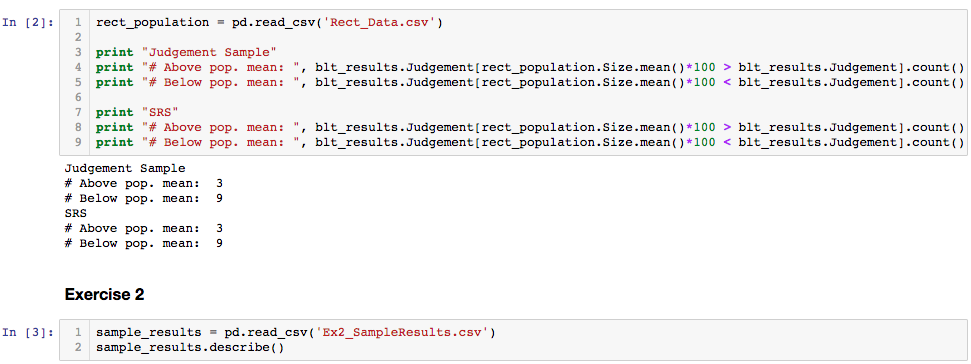 In [2]:
1 rect_population = pd.read_csv('Rect_Data.csv')
2
3 print "Judgement Sample"
4 print "# Above pop. mean: ", blt_results.Judgement[rect_population.Size.mean()*100 > blt_results.Judgement].count()
5 print "# Below pop. mean: ", blt_results.Judgement[rect_population.Size.mean()*100 < blt_results.Judgement].count()
6
7 print "SRS"
8 print "# Above pop. mean: ", blt_results.Judgement[rect_population.Size.mean()*100 > blt_results.Judgement].count()
9 print "# Below pop. mean: ", blt_results.Judgement[rect_population.Size.mean()*100 < blt_results.Judgement].count()
Judgement Sample
# Above pop. mean:  3
# Below pop. mean:  9
SRS
# Above pop. mean:  3
# Below pop. mean:  9
Exercise 2
In [3]:
1 sample_results = pd.read_csv('Ex2_SampleResults.csv')
2 sample_results.describe()